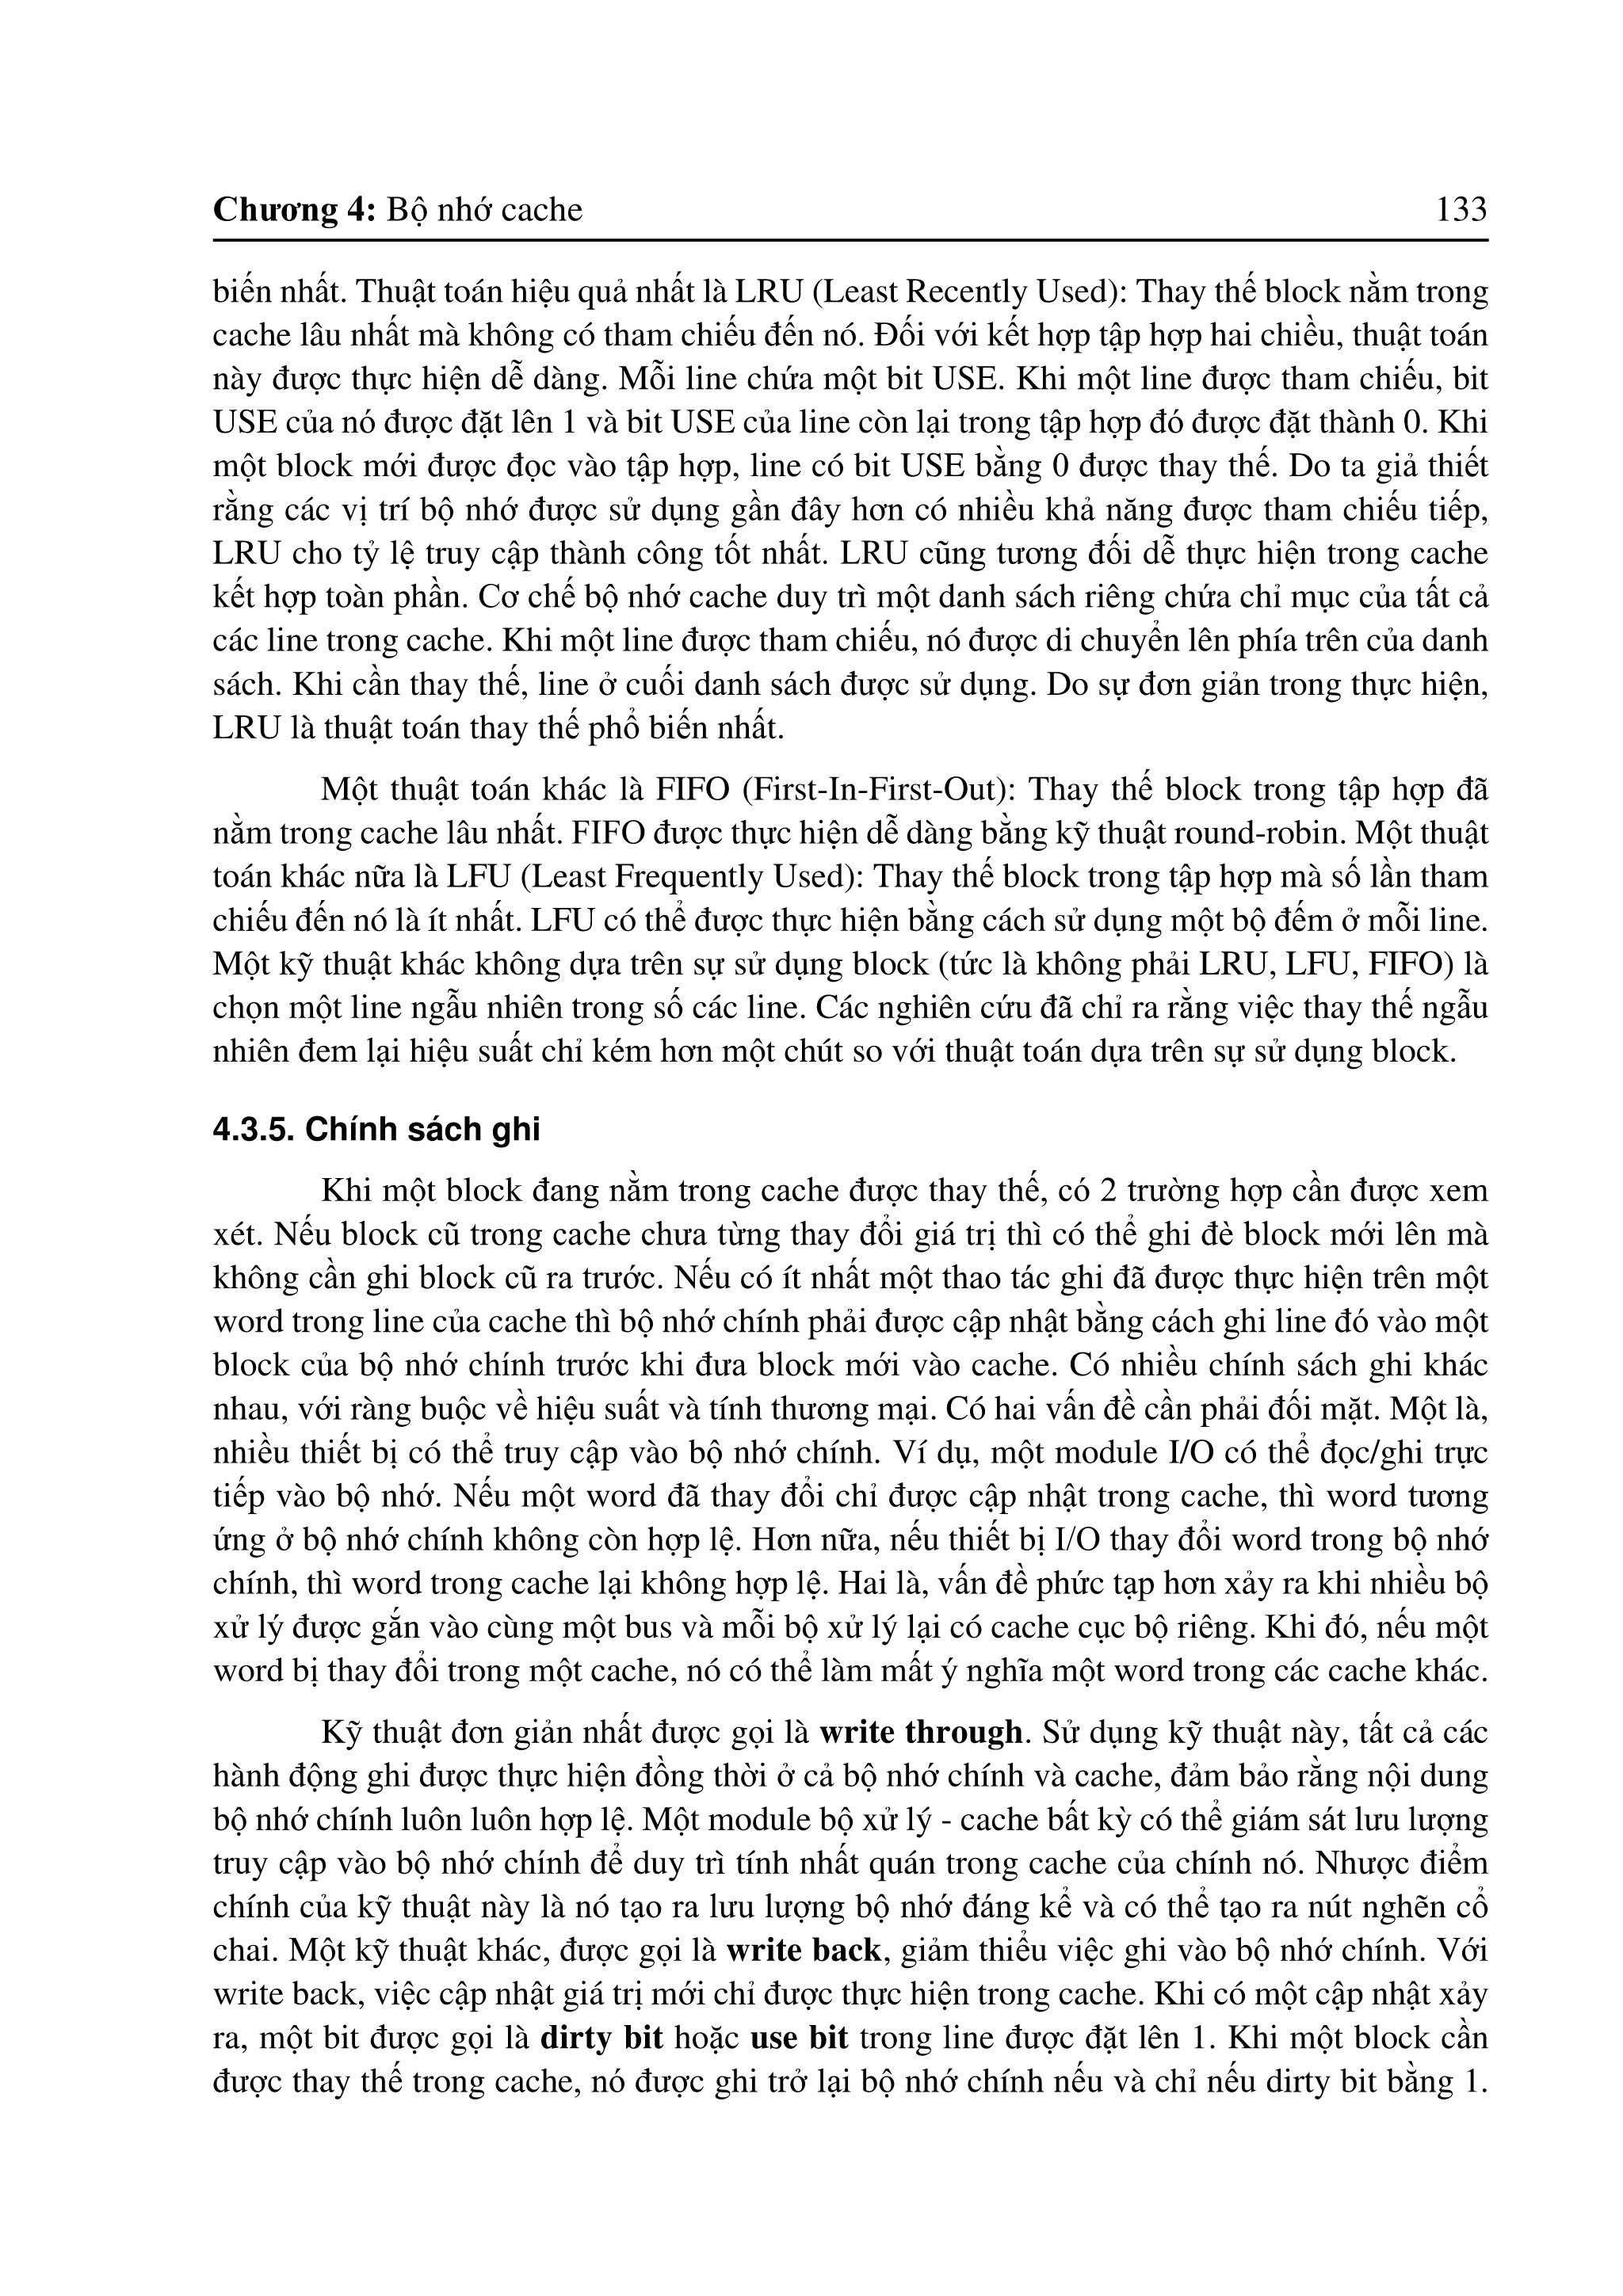 Chương 4: Bộ nhớ cache 133
biến nhất. Thuật toán hiệu quả nhất là LRU (Least Recently Used): Thay thế block nằm trong
cache lâu nhất mà không có tham chiếu đến nó. Đối với kết hợp tập hợp hai chiều, thuật toán
này được thực hiện dễ dàng. Mỗi line chứa một bit USE. Khi một line được tham chiếu, bit
USE của nó được đặt lên 1 và bit USE của line còn lại trong tập hợp đó được đặt thành 0. Khi
một block mới được đọc vào tập hợp, line có bit USE bằng 0 được thay thế. Do ta giả thiết
rằng các vị trí bộ nhớ được sử dụng gần đây hơn có nhiều khả năng được tham chiếu tiếp,
LRU cho tỷ lệ truy cập thành công tốt nhất. LRU cũng tương đối dễ thực hiện trong cache
kết hợp toàn phần. Cơ chế bộ nhớ cache duy trì một danh sách riêng chứa chỉ mục của tất cả
các line trong cache. Khi một line được tham chiếu, nó được di chuyển lên phía trên của danh
sách. Khi cần thay thế, line ở cuối danh sách được sử dụng. Do sự đơn giản trong thực hiện,
LRU là thuật toán thay thế phổ biến nhất.
Một thuật toán khác là FIFO (First-In-First-Out): Thay thế block trong tập hợp đã
nằm trong cache lâu nhất. FIFO được thực hiện dễ dàng bằng kỹ thuật round-robin. Một thuật
toán khác nữa là LFU (Least Frequently Used): Thay thế block trong tập hợp mà số lần tham
chiếu đến nó là ít nhất. LFU có thể được thực hiện bằng cách sử dụng một bộ đếm ở mỗi line.
Một kỹ thuật khác không dựa trên sự sử dụng block (tức là không phải LRU, LFU, FIFO) là
chọn một line ngẫu nhiên trong số các line. Các nghiên cứu đã chỉ ra rằng việc thay thế ngẫu
nhiên đem lại hiệu suất chỉ kém hơn một chút so với thuật toán dựa trên sự sử dụng block.
4.3.5. Chính sách ghi
Khi một block đang nằm trong cache được thay thế, có 2 trường hợp cần được xem
xét. Nếu block cũ trong cache chưa từng thay đổi giá trị thì có thể ghi đè block mới lên mà
không cần ghi block cũ ra trước. Nếu có ít nhất một thao tác ghi đã được thực hiện trên một
word trong line của cache thì bộ nhớ chính phải được cập nhật bằng cách ghi line đó vào một
block của bộ nhớ chính trước khi đưa block mới vào cache. Có nhiều chính sách ghi khác
nhau, với ràng buộc về hiệu suất và tính thương mại. Có hai vấn đề cần phải đối mặt. Một là,
nhiều thiết bị có thể truy cập vào bộ nhớ chính. Ví dụ, một module I/O có thể đọc/ghi trực
tiếp vào bộ nhớ. Nếu một word đã thay đổi chỉ được cập nhật trong cache, thì word tương
ứng ở bộ nhớ chính không còn hợp lệ. Hơn nữa, nếu thiết bị I/O thay đổi word trong bộ nhớ
chính, thì word trong cache lại không hợp lệ. Hai là, vấn đề phức tạp hơn xảy ra khi nhiều bộ
xử lý được gắn vào cùng một bus và mỗi bộ xử lý lại có cache cục bộ riêng. Khi đó, nếu một
word bị thay đổi trong một cache, nó có thể làm mất ý nghĩa một word trong các cache khác.
Kỹ thuật đơn giản nhất được gọi là write through. Sử dụng kỹ thuật này, tất cả các
hành động ghi được thực hiện đồng thời ở cả bộ nhớ chính và cache, đảm bảo rằng nội dung
bộ nhớ chính luôn luôn hợp lệ. Một module bộ xử lý - cache bất kỳ có thể giám sát lưu lượng
truy cập vào bộ nhớ chính để duy trì tính nhất quán trong cache của chính nó. Nhược điểm
chính của kỹ thuật này là nó tạo ra lưu lượng bộ nhớ đáng kể và có thể tạo ra nút nghẽn cổ
chai. Một kỹ thuật khác, được gọi là write back, giảm thiểu việc ghi vào bộ nhớ chính. Với
write back, việc cập nhật giá trị mới chỉ được thực hiện trong cache. Khi có một cập nhật xảy
ra, một bit được gọi là dirty bit hoặc use bit trong line được đặt lên 1. Khi một block cần
được thay thế trong cache, nó được ghi trở lại bộ nhớ chính nếu và chỉ nếu dirty bit bằng 1.